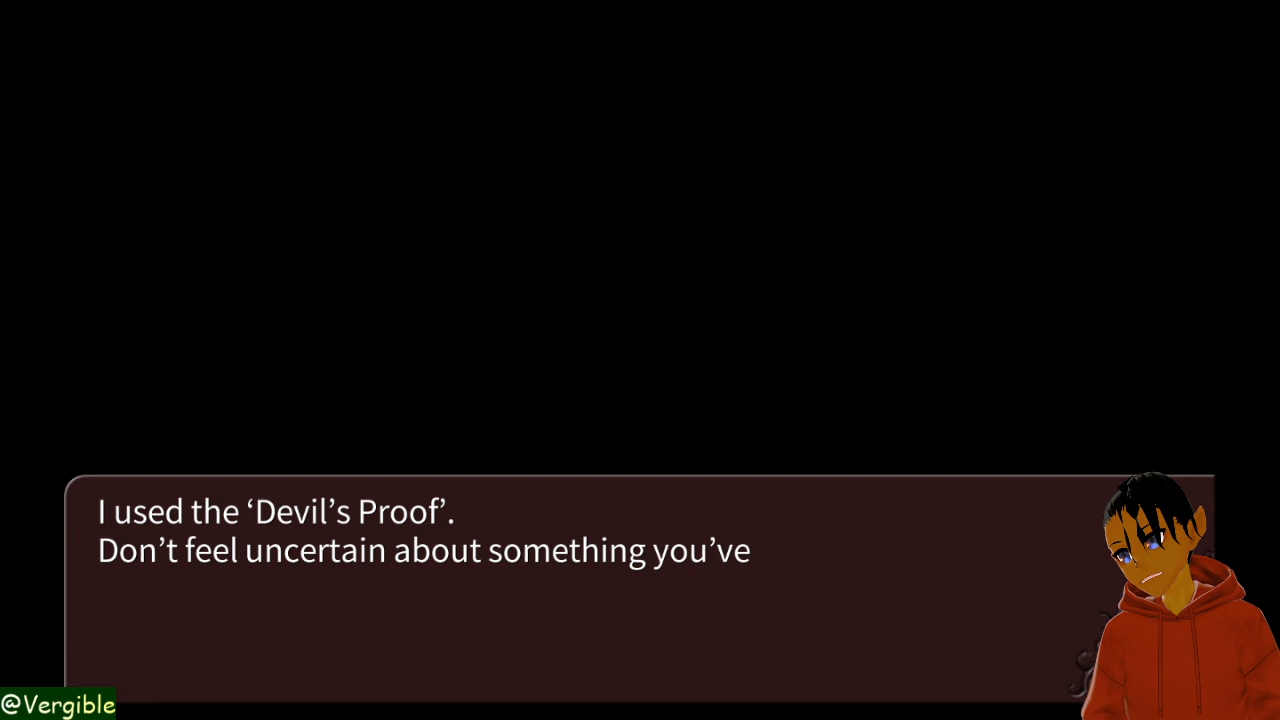 I used the ‘Devil’s Proof’.
Don’t feel uncertain about something you’ve
@Vergible